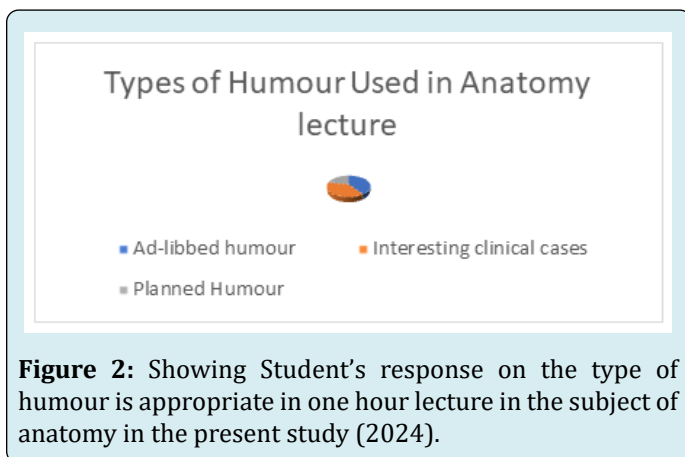 Types of Humour Used in Anatomy
lecture
Ad-libbed humour
Interesting clinical cases
Planned Humour
Figure 2: Showing Student's response on the type of
humour is appropriate in one hour lecture in the subject of
anatomy in the present study (2024).